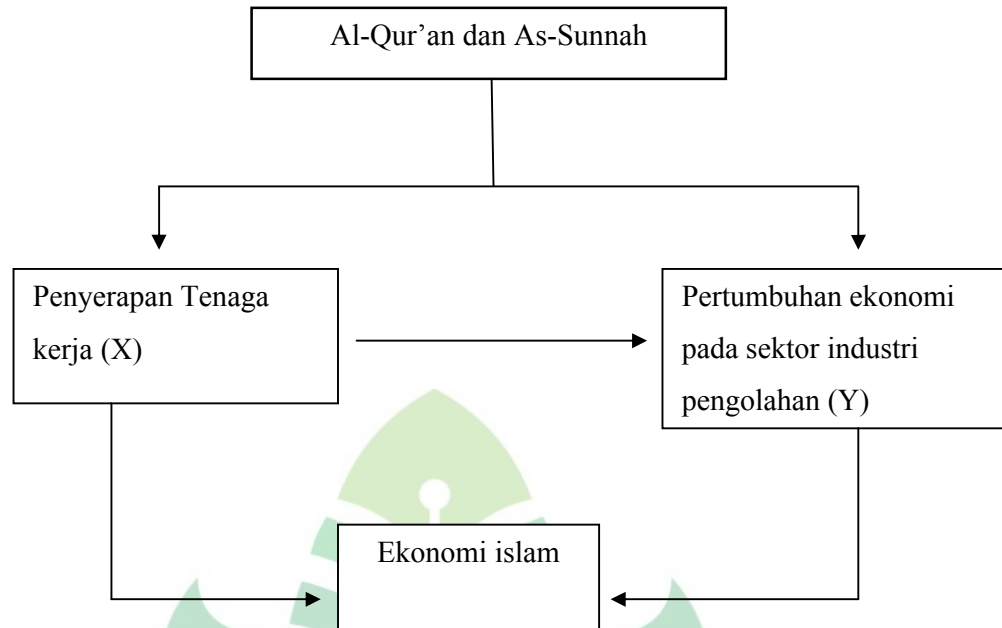 Al-Qur’an dan As-Sunnah
Penyerapan Tenaga
kerja (X)
Pertumbuhan ekonomi
pada sektor industri
pengolahan (Y)
Ekonomi islam